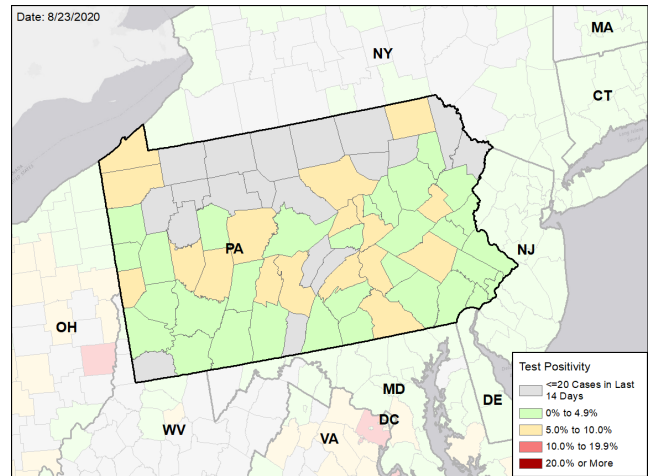 Date: 8/23/2020
MA
NY
CT
PA
NJ
OH
MD
DE
DC
WV
VA
Test Positivity
<=20 Cases in Last
14 Days
0% to 4.9%
5.0% to 10.0%
10.0% to 19.9%
20.0% or More